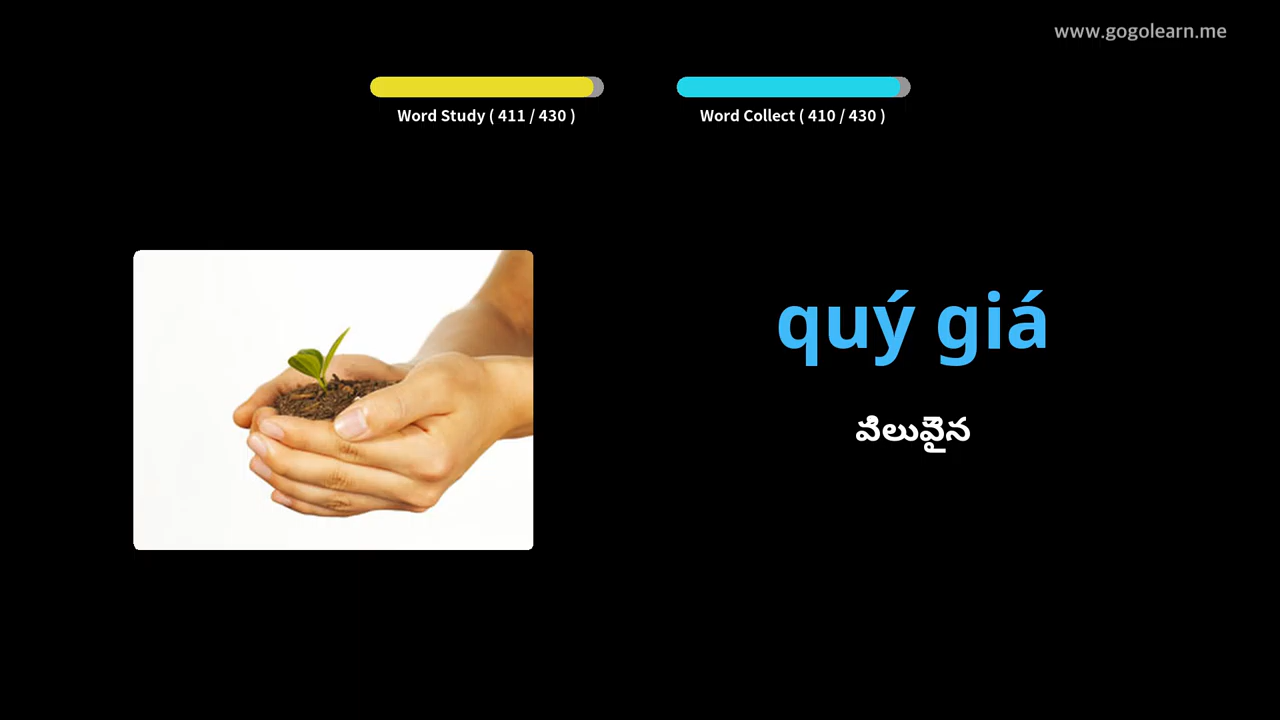 www.gogolearn.me
Word Study ( 411 / 430 )
Word Collect ( 410 / 430 )
quý giá
విలువైన